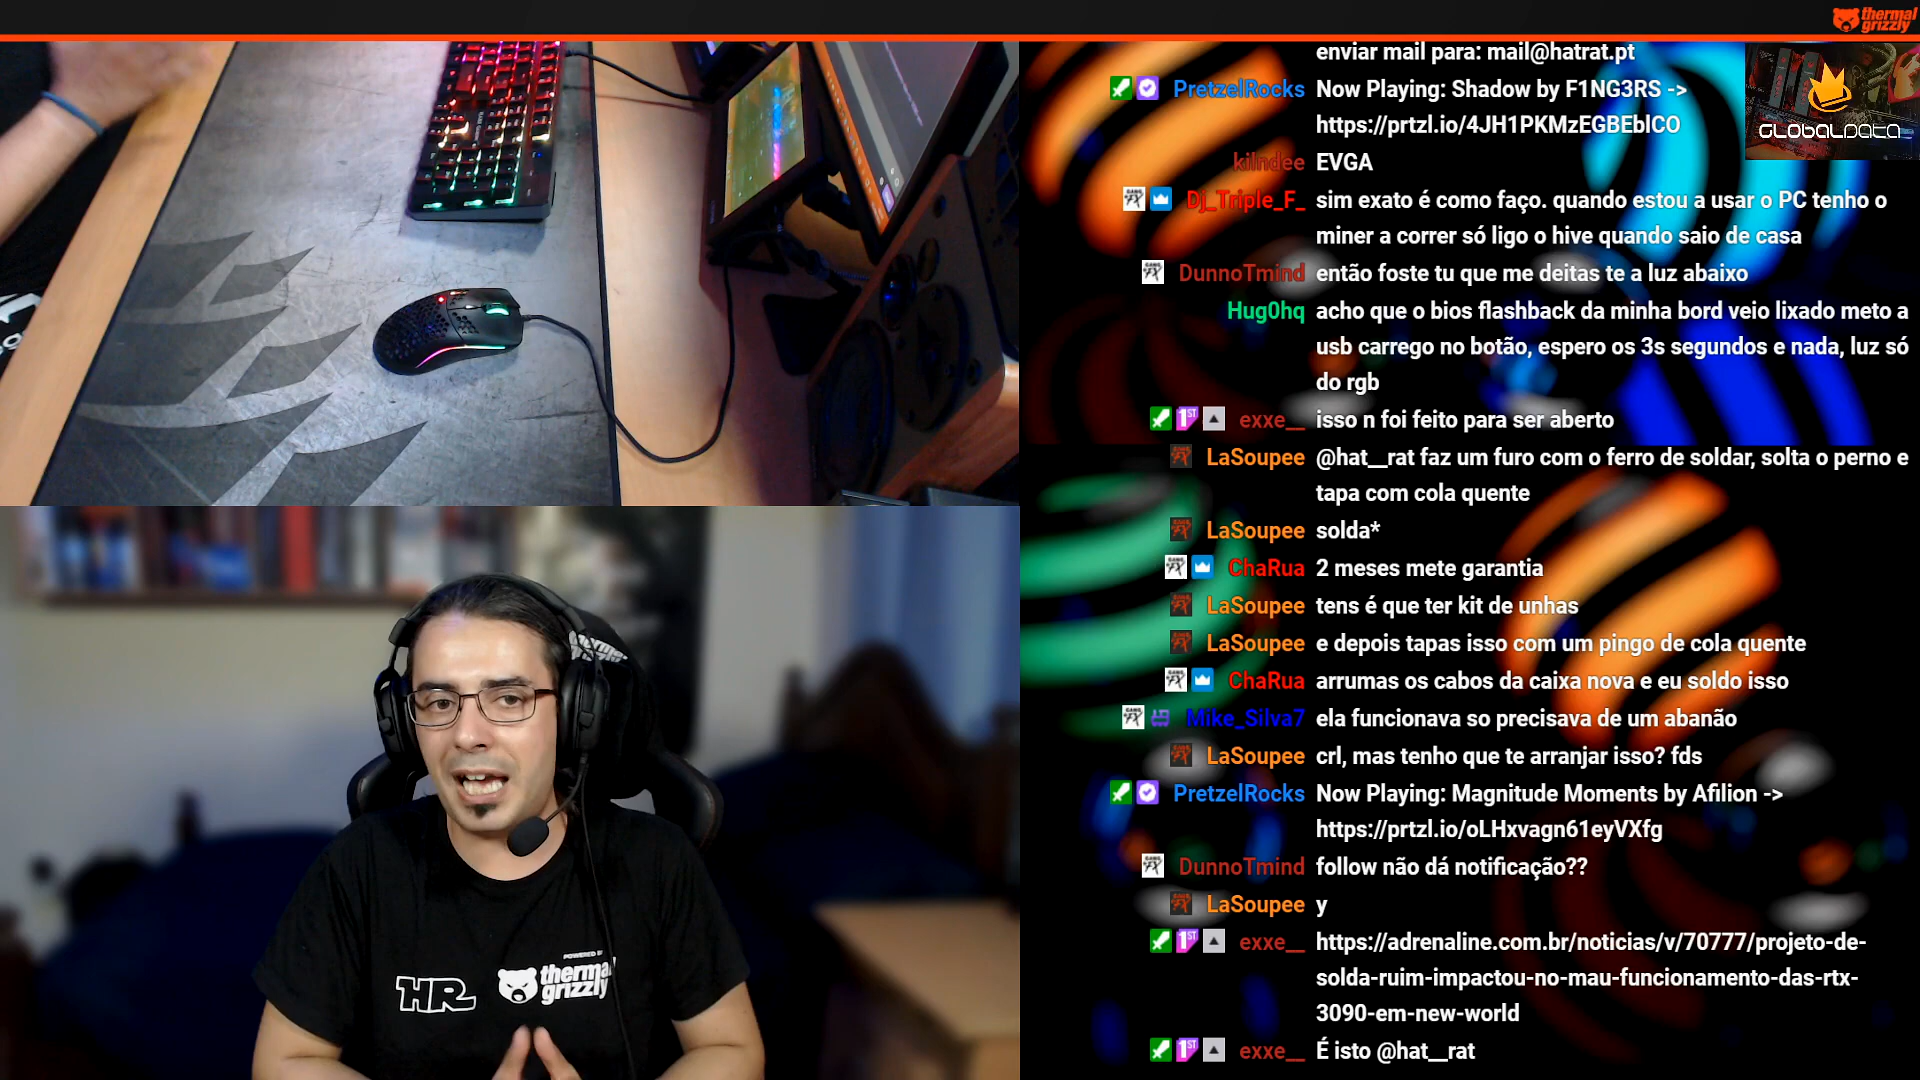 thermal
grizzly
enviar mail para: mail@hatrat.pt
PretzelRocks Now Playing: Shadow by F1NG3RS ->
https://prtzl.io/4JH1PKMzEGBEblCO
GLOBALDATA
kilndee EVGA
Dj_Triple_F_ sim exato é como faço. quando estou a usar o PC tenho o
miner a correr só ligo o hive quando saio de casa
DunnoTmind então foste tu que me deitas te a luz abaixo
Hug0hq acho que o bios flashback da minha bord veio lixado meto a
usb carrego no botão, espero os 3s segundos e nada, luz só
do rgb
1ST exxe__ isso n foi feito para ser aberto
LaSoupee @hat__rat faz um furo com o ferro de soldar, solta o perno e
tapa com cola quente
LaSoupee solda*
ChaRua 2 meses mete garantia
LaSoupee tens é que ter kit de unhas
LaSoupee e depois tapas isso com um pingo de cola quente
ChaRua arrumas os cabos da caixa nova e eu soldo isso
Mike_Silva7 ela funcionava so precisava de um abanão
LaSoupee crl, mas tenho que te arranjar isso? fds
PretzelRocks Now Playing: Magnitude Moments by Afilion ->
https://prtzl.io/oLHxvagn61eyVXfg
DunnoTmind follow não dá notificação??
LaSoupee y
1ST exxe__ https://adrenaline.com.br/noticias/v/70777/projeto-de-
solda-ruim-impactou-no-mau-funcionamento-das-rtx-
3090-em-new-world
1ST exxe__ É isto @hat__rat
POWERED BY
HR thermal
grizzly